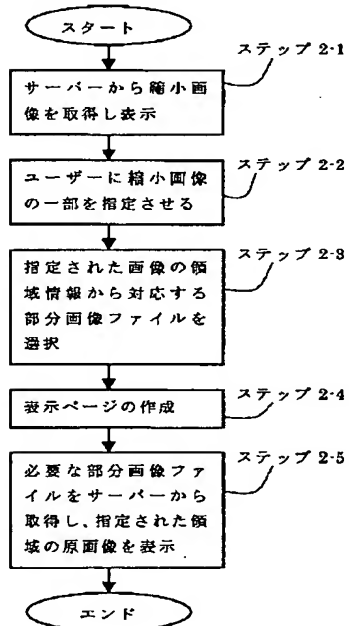 スタート
ステップ 2-1
サーバーから縮小画
像を取得し表示
ステップ 2-2
ユーザーに縮小画像
の一部を指定させる
ステップ 2-3
指定された画像の領
域情報から対応する
部分画像ファイルを
選択
ステップ 2-4
表示ページの作成
ステップ 2-5
必要な部分画像ファ
イルをサーバーから
取得し、指定された領
域の原画像を表示
エンド